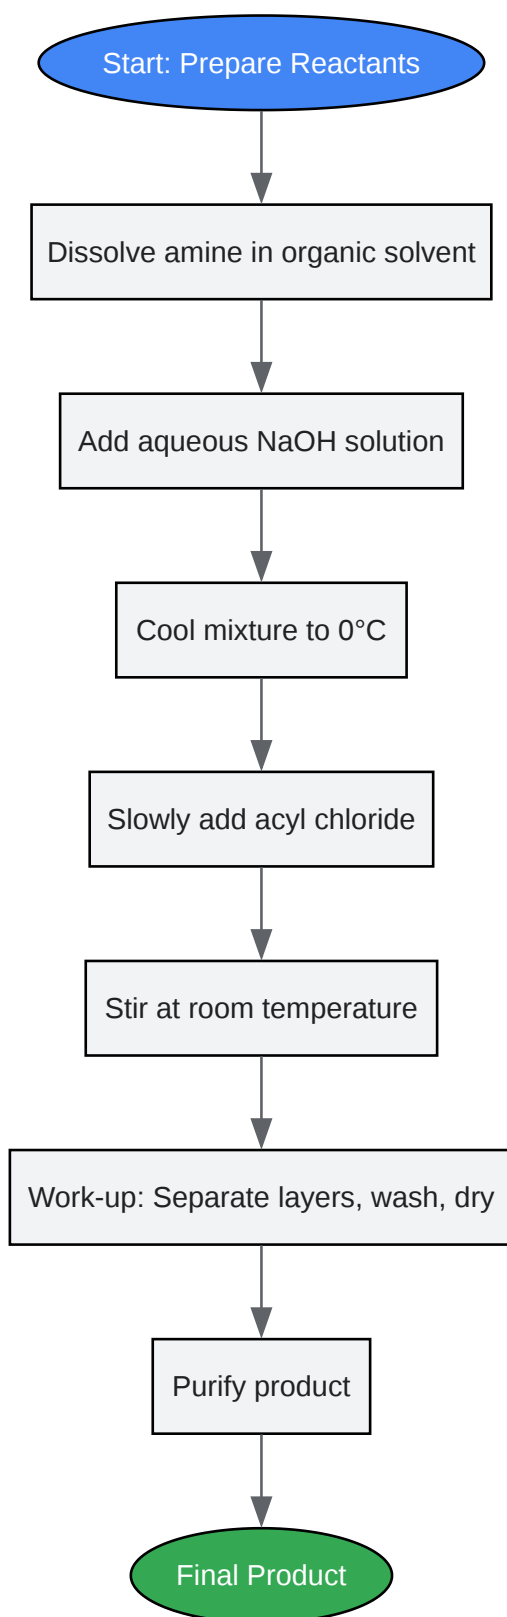 Start: Prepare Reactants
Dissolve amine in organic solvent
Add aqueous NaOH solution
Cool mixture to 0°C
Slowly add acyl chloride
Stir at room temperature
Work-up: Separate layers, wash, dry
Purify product
Final Product